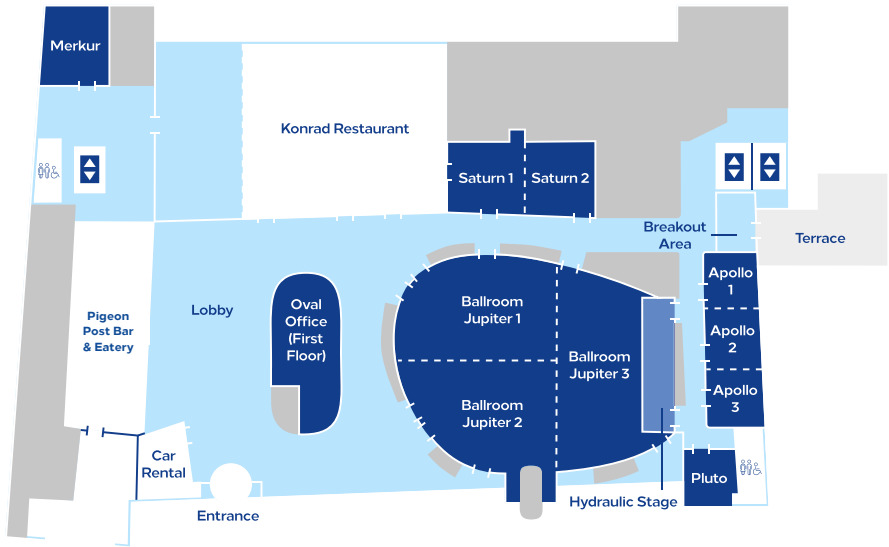 Merkur
Konrad Restaurant
Saturn 1
Saturn 2
Breakout
Area
Terrace
Apollo
1
Apollo
2
Apollo
3
Lobby
Oval
Office
(First
Floor)
Pigeon
Post Bar
& Eatery
Ballroom
Jupiter 1
Ballroom
Jupiter 2
Ballroom
Jupiter 3
Car
Rental
Entrance
Hydraulic Stage
Pluto